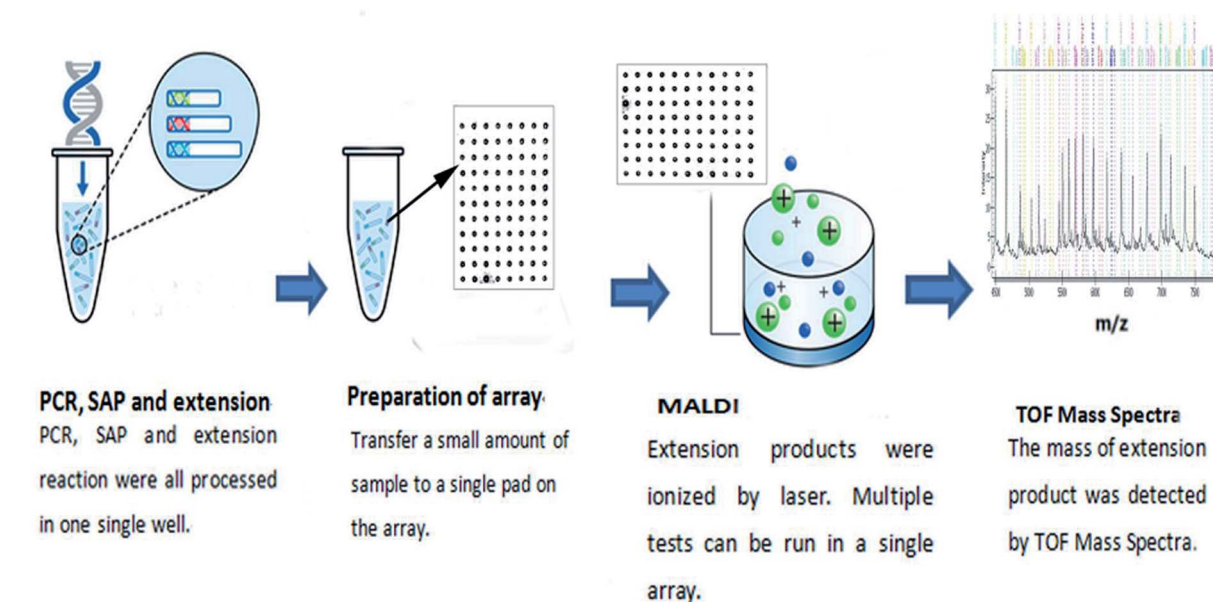 PCR, SAP and extension
PCR, SAP and extension
reaction were all processed
in one single well.
Preparation of array
Transfer a small amount of
sample to a single pad on
the array.
MALDI
Extension products were
ionized by laser. Multiple
tests can be run in a single
array.
m/z
TOF Mass Spectra
The mass of extension
product was detected
by TOF Mass Spectra.